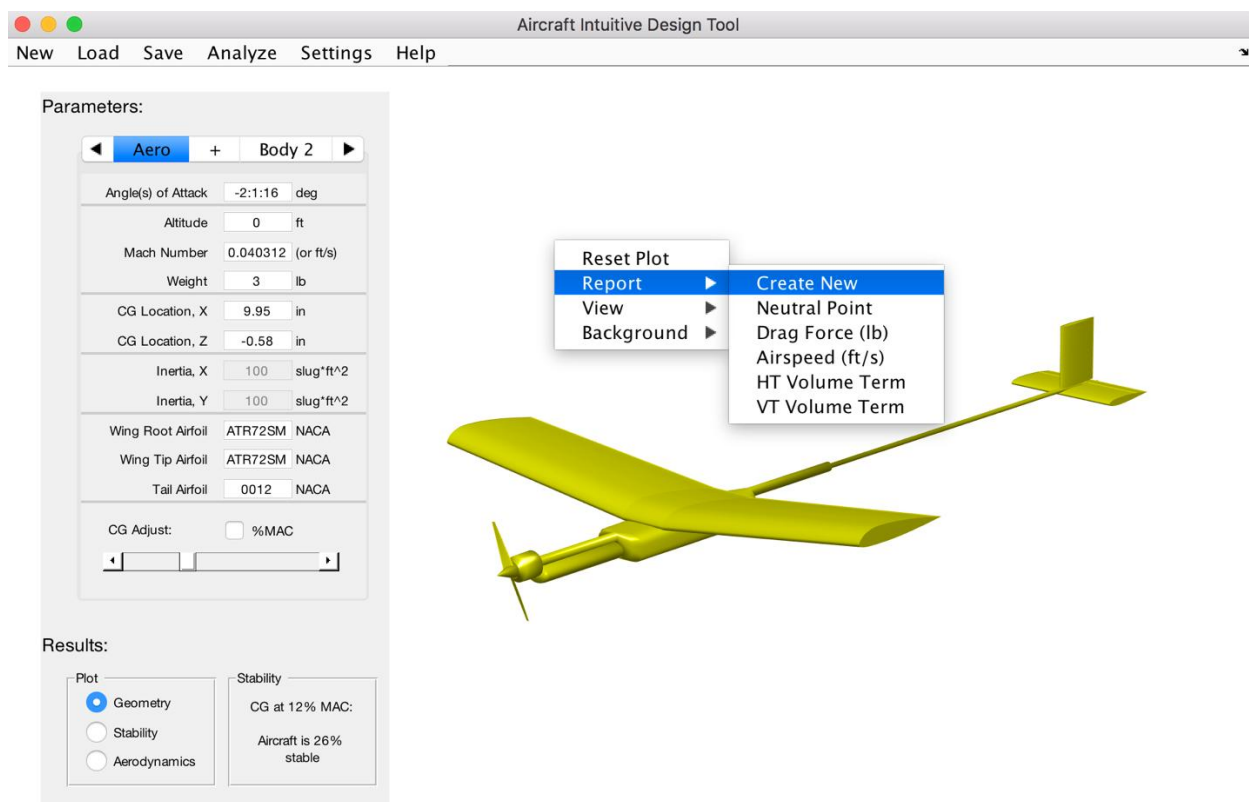 Aircraft Intuitive Design Tool
New Load Save Analyze Settings Help
Parameters:
Aero + Body 2
Angle(s) of Attack -2:1:16 deg
Altitude 0 ft
Mach Number 0.040312 (or ft/s)
Weight 3 lb
CG Location, X 9.95 in
CG Location, Z -0.58 in
Inertia, X 100 slug*ft^2
Inertia, Y 100 slug*ft^2
Wing Root Airfoil ATR72SM NACA
Wing Tip Airfoil ATR72SM NACA
Tail Airfoil 0012 NACA
CG Adjust: %MAC
Reset Plot
Report
View
Background
Create New
Neutral Point
Drag Force (lb)
Airspeed (ft/s)
HT Volume Term
VT Volume Term
Results:
Plot
Geometry
Stability
Aerodynamics
Stability
CG at 12% MAC:
Aircraft is 26%
stable